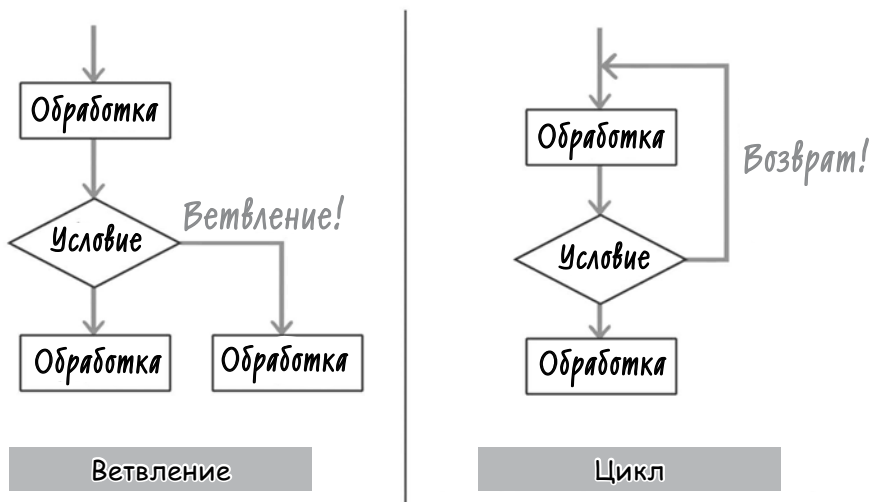 Обработка
Условие
Ветвление!
Обработка
Обработка
Ветвление
Обработка
Возврат!
Условие
Обработка
Цикл